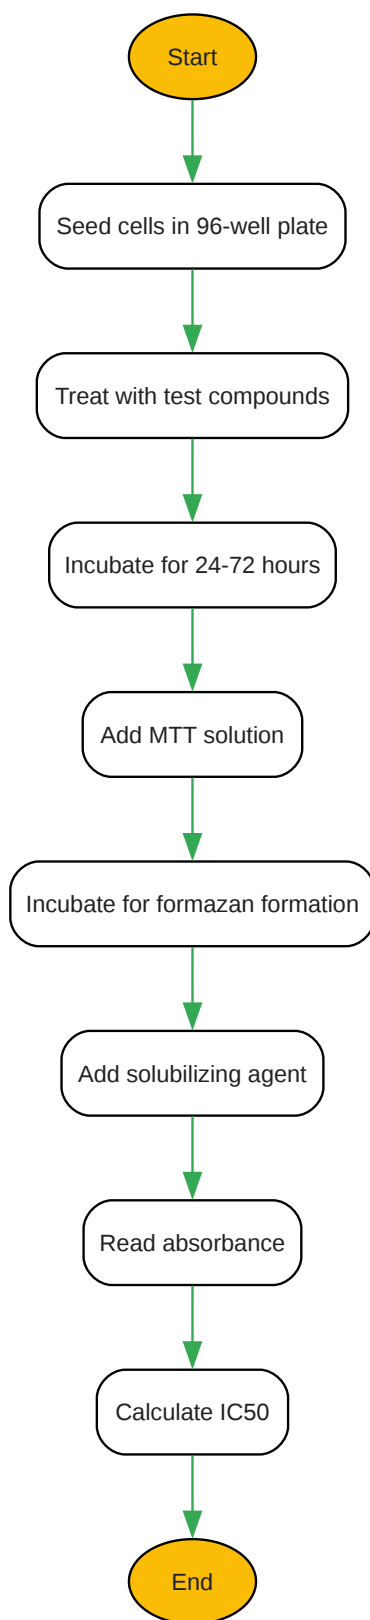 Start
Seed cells in 96-well plate
Treat with test compounds
Incubate for 24-72 hours
Add MTT solution
Incubate for formazan formation
Add solubilizing agent
Read absorbance
Calculate IC50
End